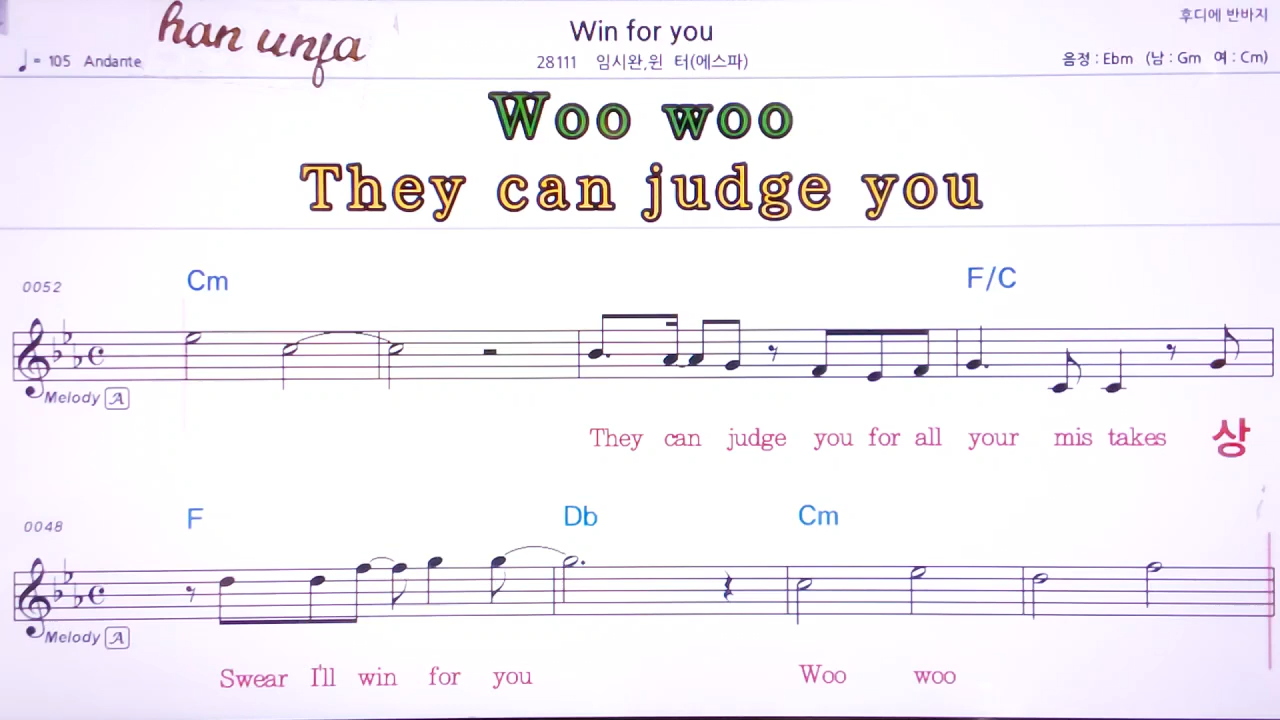 han unfa
Win for you
후디에 반바지
♩= 105 Andante
28111 임시완,윈 터(에스파)
음정 : Ebm (남 : Gm 여 : Cm)
Woo woo
They can judge you
0052
Cm
F/C
Melody A
They can judge you for all your mis takes 상
0048
F
Db
Cm
Melody A
Swear I'll win for you Woo woo